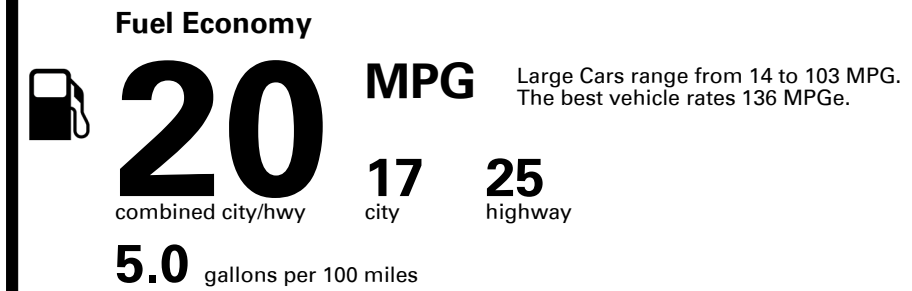 Fuel Economy
20 MPG
Large Cars range from 14 to 103 MPG.
The best vehicle rates 136 MPGe.
17 25
combined city/hwy city highway
5.0 gallons per 100 miles